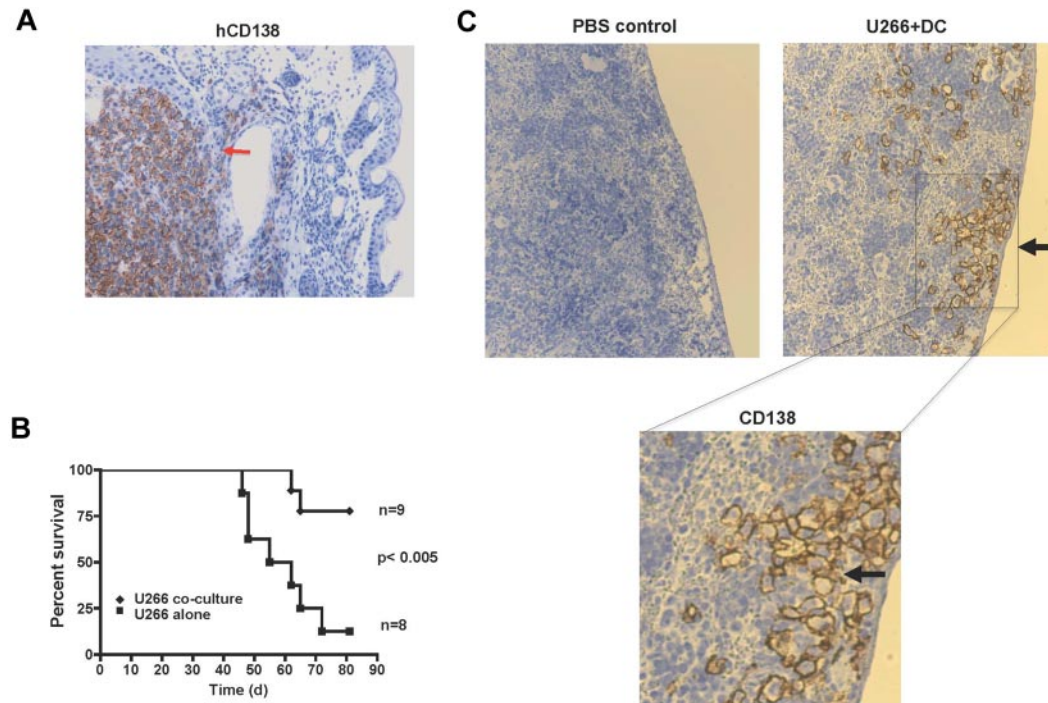 A
hCD138
C
PBS control
U266+DC
CD138
B
Percent survival
100
75
50
25
0
0 10 20 30 40 50 60 70 80 90
Time (d)
U266 co-culture
U266 alone
n=9
p< 0.005
n=8